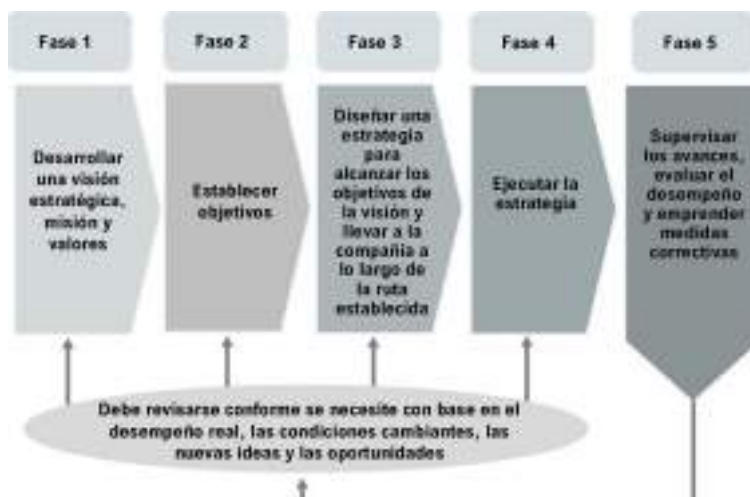 Fase 1
Fase 2
Fase 3
Fase 4
Fase 5
Desarrollar
una visión
estratégica,
misión y
valores
Establecer
objetivos
Diseñar una
estrategia
para
alcanzar los
objetivos de
la visión y
llevar a la
compañia a
lo largo de
la ruta
establecida
Ejecutar la
estrategia
Supervisar
los avances,
evaluar el
desempeño
y emprender
medidas
correctivas
Debe revisarse conforme se necesite con base en el
desempeño real, las condiciones cambiantes, las
nuevas ideas y las oportunidades